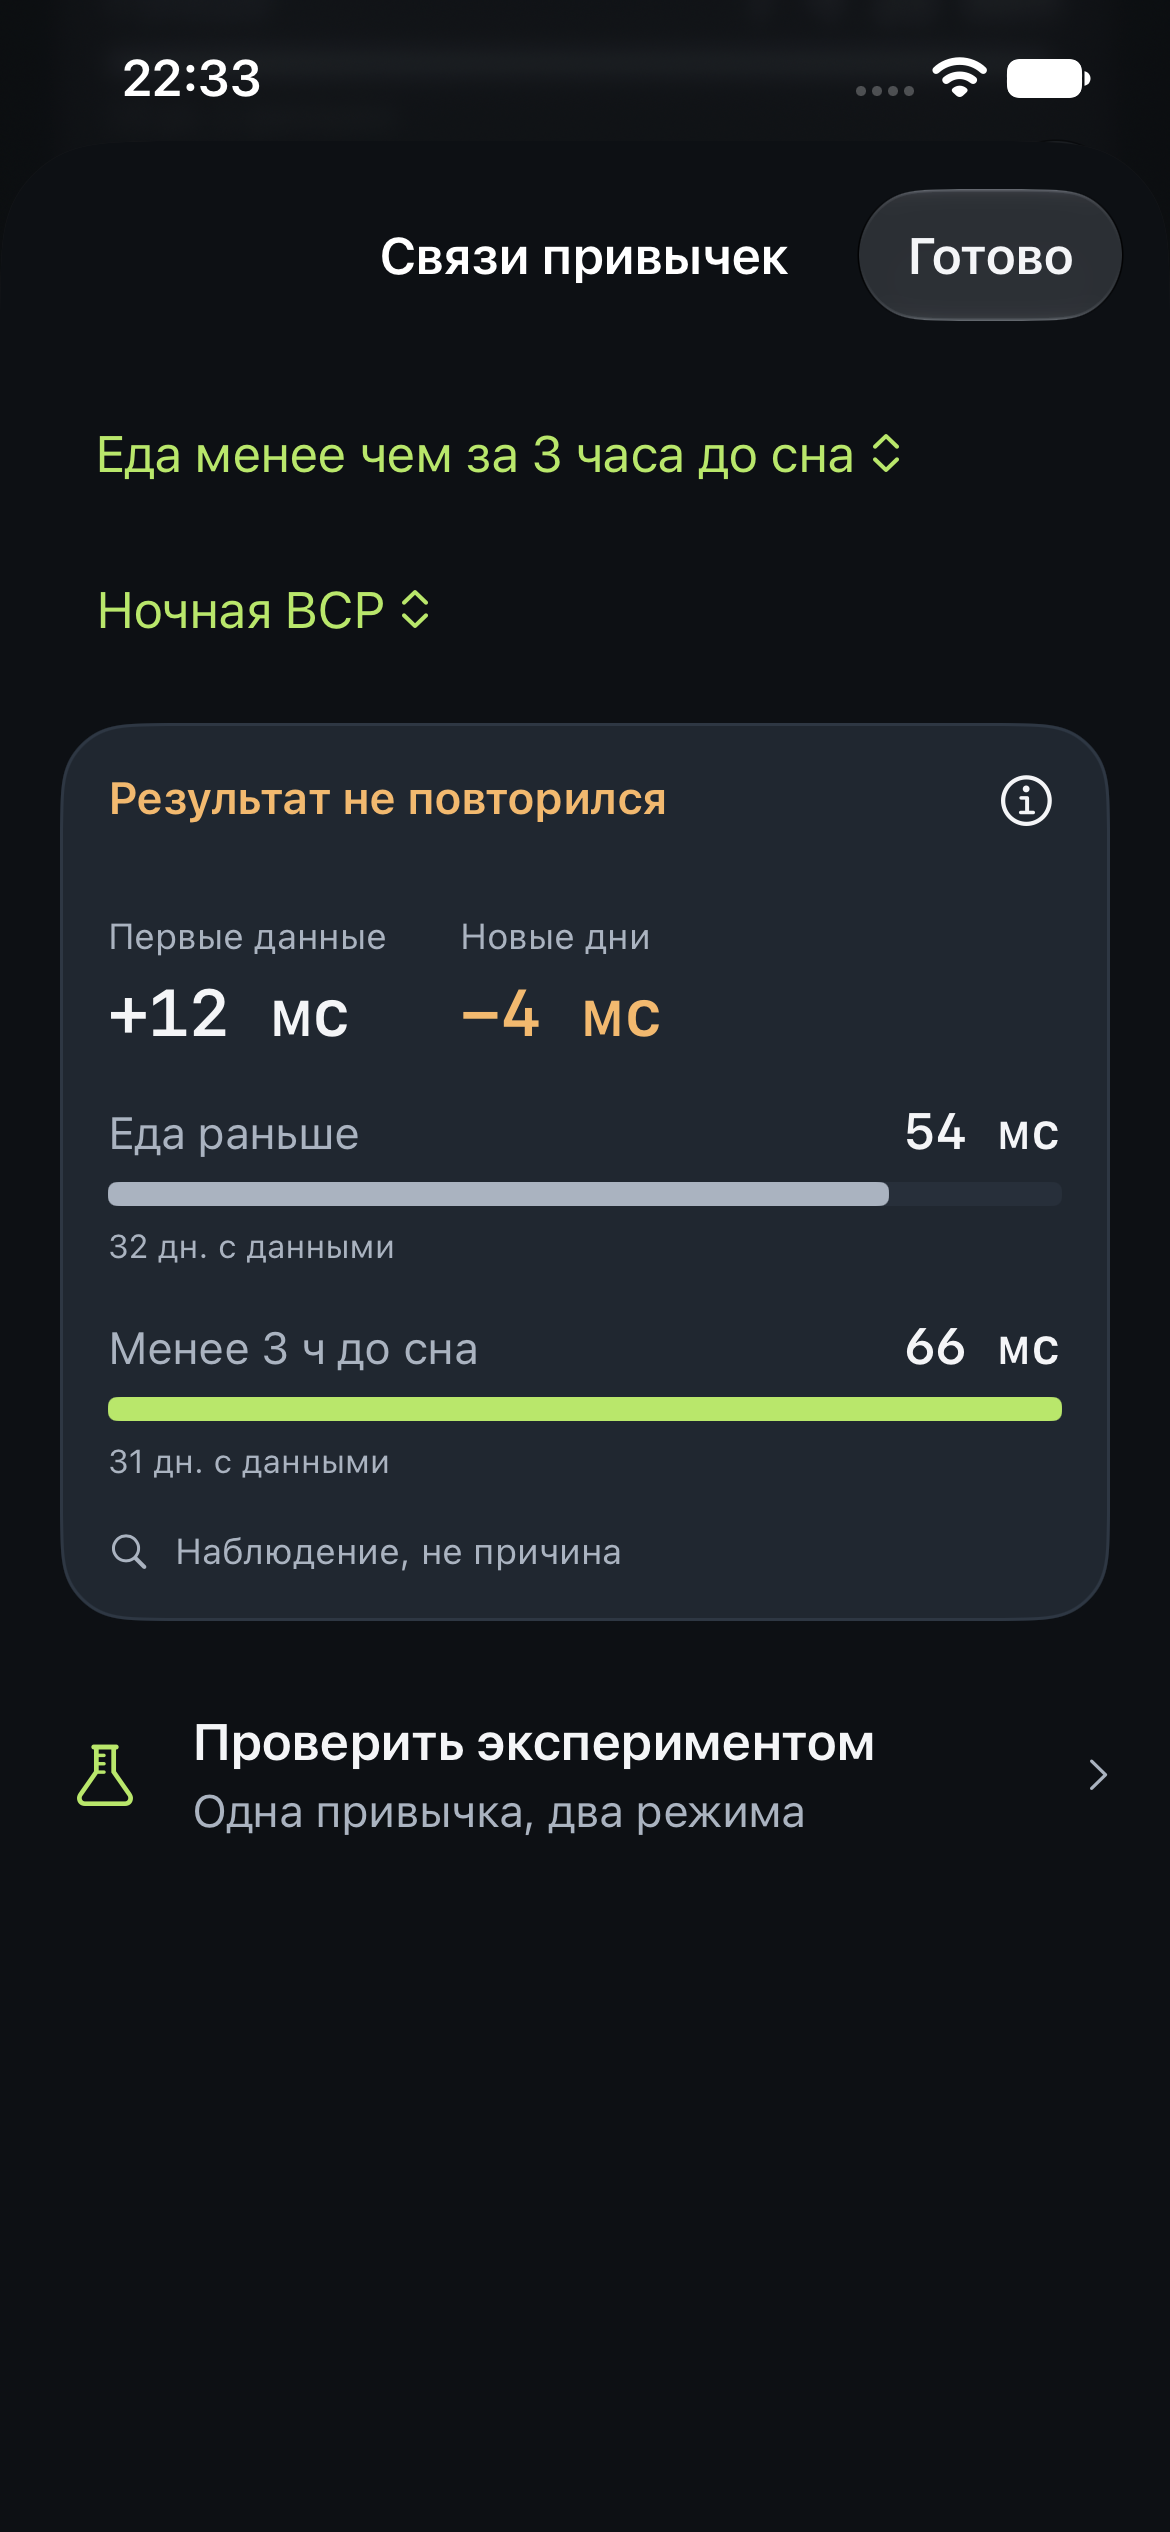 22:33
Связи привычек
Готово
Еда менее чем за 3 часа до сна
Ночная ВСР
Результат не повторился
Первые данные Новые дни
+12 мс −4 мс
Еда раньше 54 мс
32 дн. с данными
Менее 3 ч до сна 66 мс
31 дн. с данными
Наблюдение, не причина
Проверить экспериментом
Одна привычка, два режима